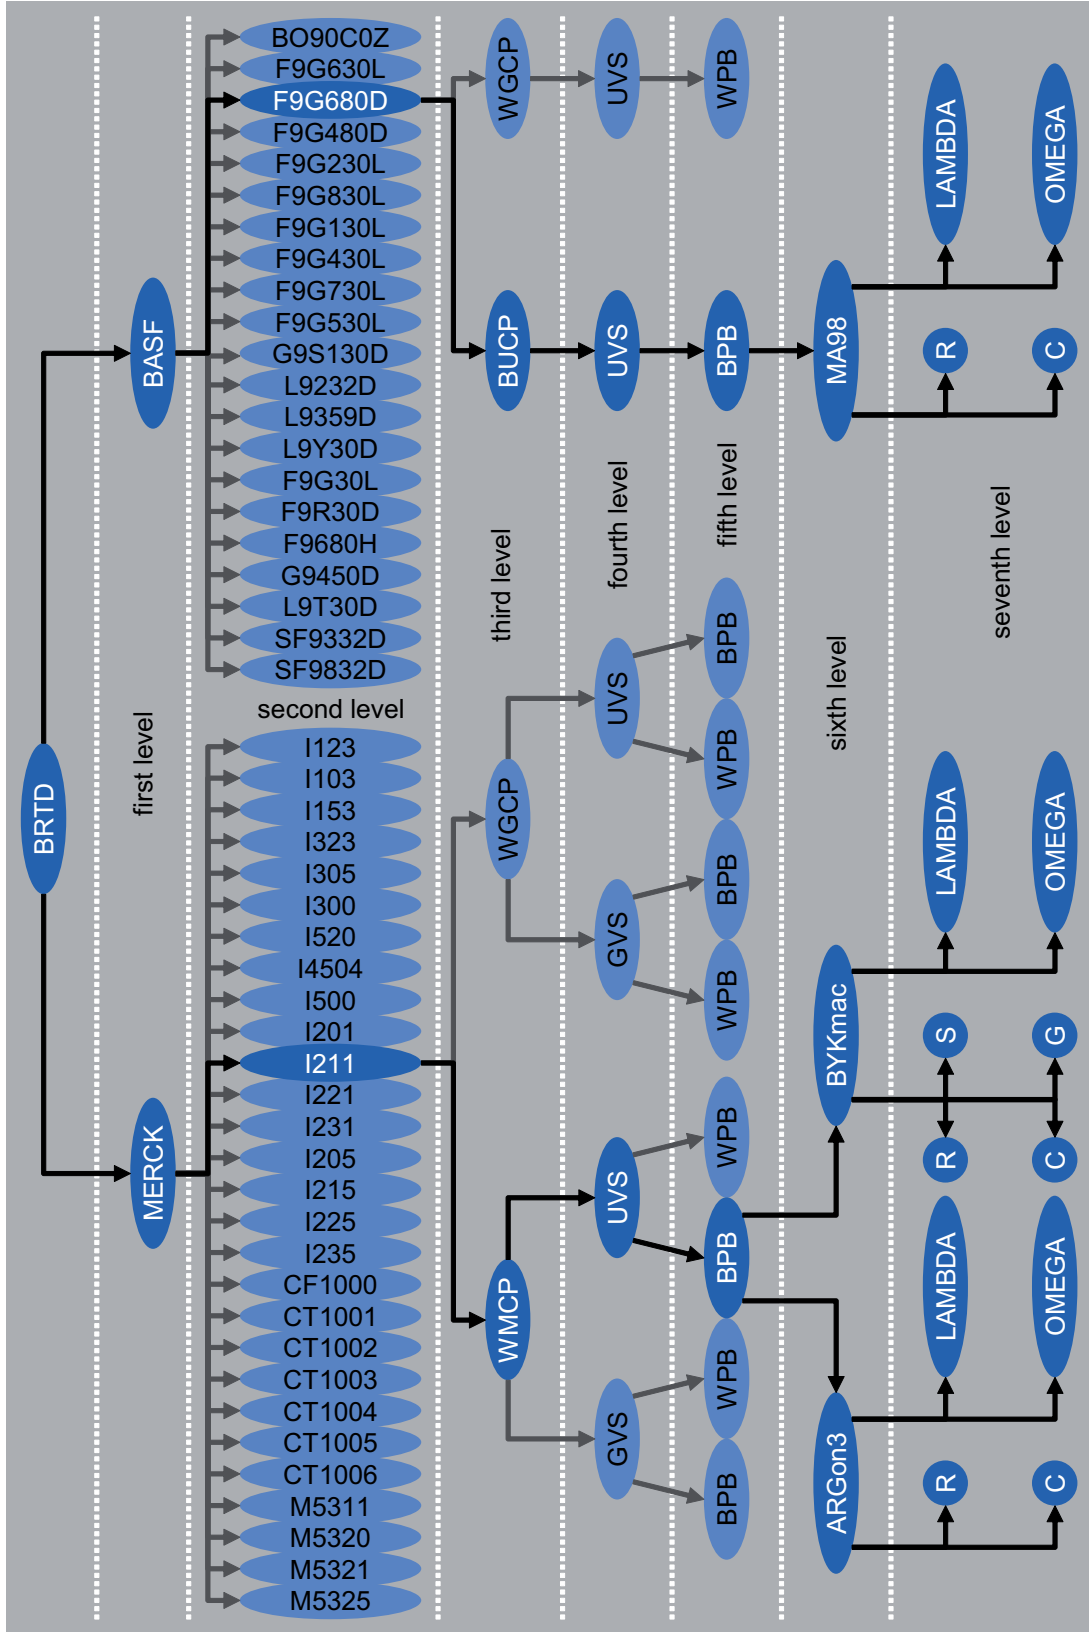 BRTD
first level
MERCK
BASF
second level
M5325
M5321
M5320
M5311
CT1006
CT1005
CT1004
CT1003
CT1002
CT1001
CF1000
I235
I225
I215
I205
I231
I221
I211
I201
I500
I4504
I520
I300
I305
I323
I153
I103
I123
SF9832D
SF9332D
L9T30D
G9450D
F9680H
F9R30D
F9G30L
L9Y30D
L9359D
L9232D
G9S130D
F9G530L
F9G730L
F9G430L
F9G130L
F9G830L
F9G230L
F9G480D
F9G680D
F9G630L
BO90C0Z
third level
WMCP
WGCP
BUCP
WGCP
fourth level
GVS
UVS
GVS
UVS
UVS
UVS
fifth level
BPB
WPB
BPB
WPB
WPB
BPB
WPB
BPB
BPB
WPB
sixth level
ARGon3
BYKmac
MA98
seventh level
R
LAMBDA
R
S
LAMBDA
R
LAMBDA
C
OMEGA
C
G
OMEGA
C
OMEGA